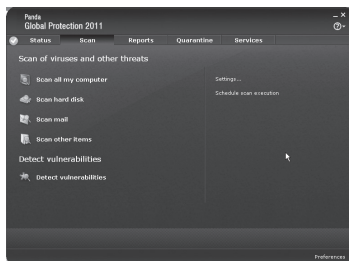 Panda
Global Protection 2011
Status Scan Reports Quarantine Services
Scan of viruses and other threats
Scan all my computer
Settings...
Schedule scan execution
Scan hard disk
Scan mail
Scan other items
Detect vulnerabilities
Detect vulnerabilities
Preferences